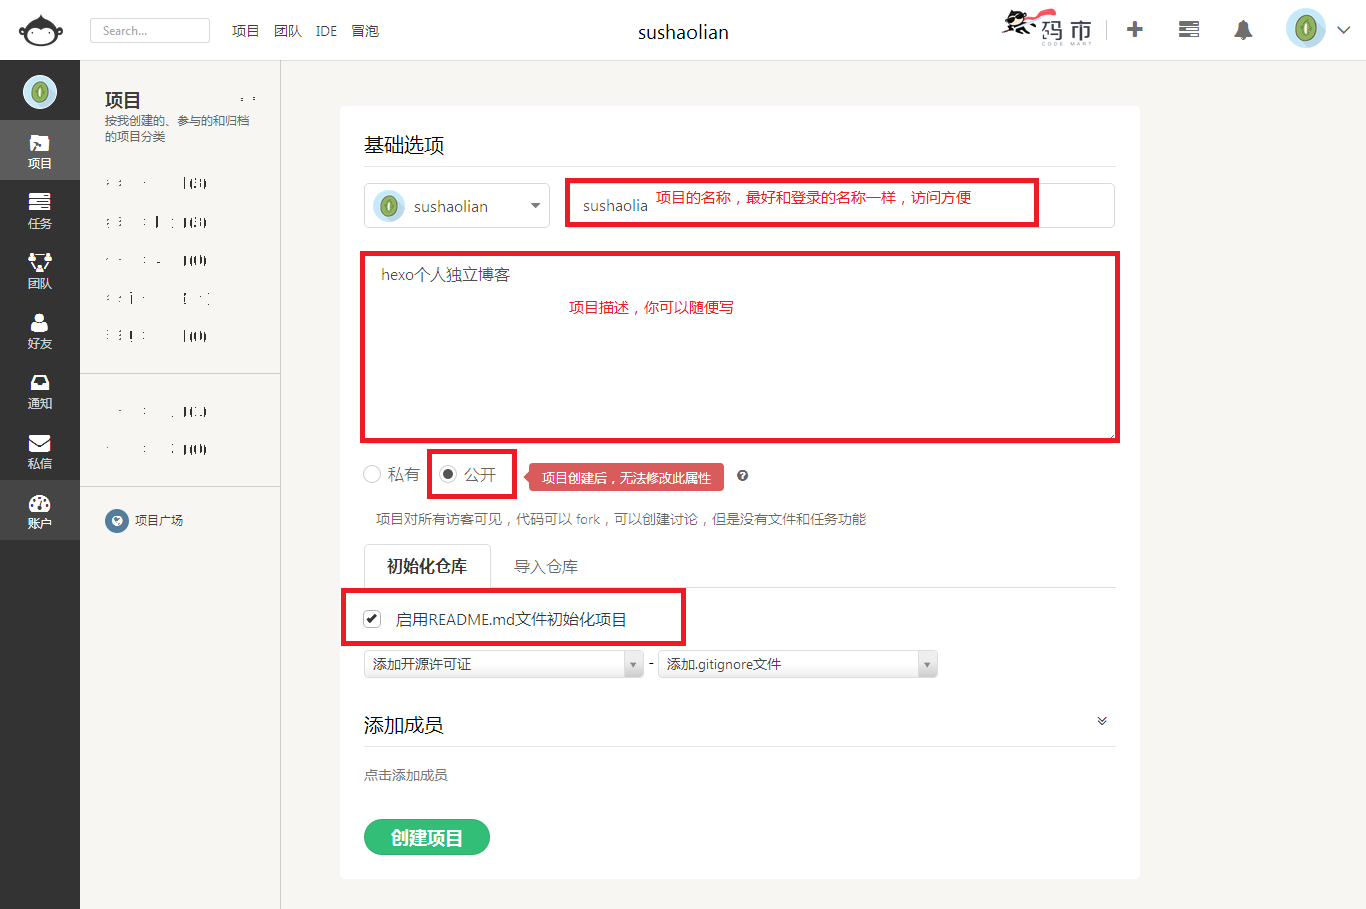 Search...
项目 团队 IDE 冒泡
sushaolian
码市
CODE MART
项目
任务
团队
好友
通知
私信
账户
项目
按我创建的、参与的和归档
的项目分类
项目广场
基础选项
sushaolian
sushaolia 项目的名称，最好和登录的名称一样，访问方便
hexo个人独立博客
项目描述，你可以随便写
私有 公开 项目创建后，无法修改此属性
项目对所有访客可见，代码可以 fork，可以创建讨论，但是没有文件和任务功能
初始化仓库 导入仓库
启用README.md文件初始化项目
添加开源许可证 - 添加.gitignore文件
添加成员
点击添加成员
创建项目